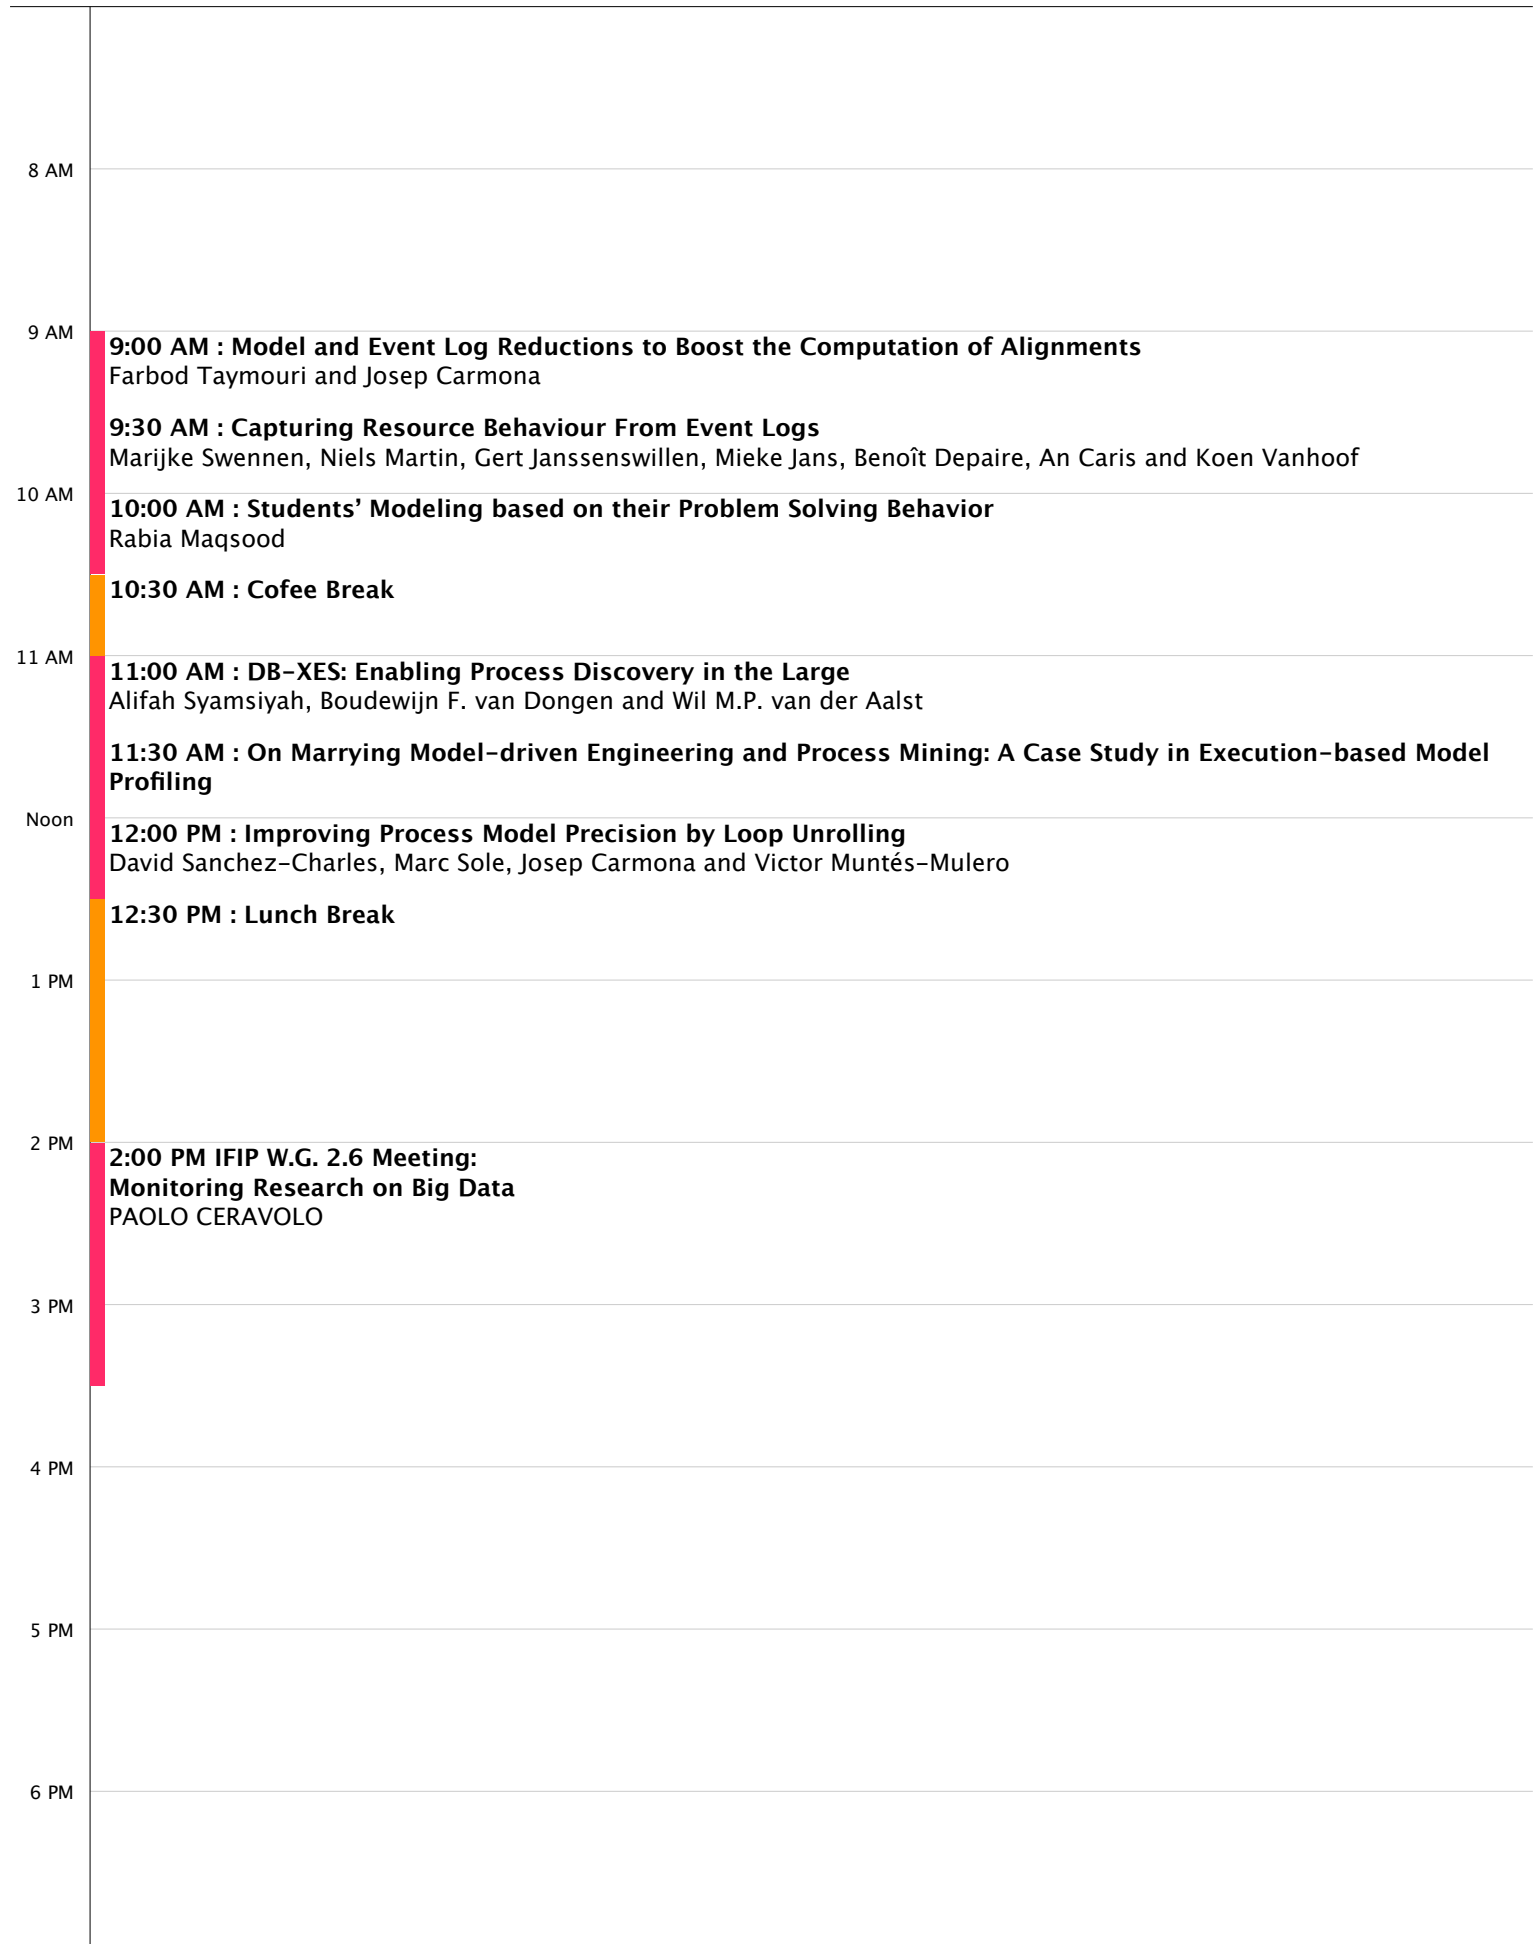 8 AM
9 AM
9:00 AM : Model and Event Log Reductions to Boost the Computation of Alignments
Farbod Taymouri and Josep Carmona
9:30 AM : Capturing Resource Behaviour From Event Logs
Marijke Swennen, Niels Martin, Gert Janssenswillen, Mieke Jans, Benoît Depaire, An Caris and Koen Vanhoof
10 AM
10:00 AM : Students’ Modeling based on their Problem Solving Behavior
Rabia Maqsood
10:30 AM : Cofee Break
11 AM
11:00 AM : DB-XES: Enabling Process Discovery in the Large
Alifah Syamsiyah, Boudewijn F. van Dongen and Wil M.P. van der Aalst
11:30 AM : On Marrying Model-driven Engineering and Process Mining: A Case Study in Execution-based Model
Profiling
Noon
12:00 PM : Improving Process Model Precision by Loop Unrolling
David Sanchez-Charles, Marc Sole, Josep Carmona and Victor Muntés-Mulero
12:30 PM : Lunch Break
1 PM
2 PM
2:00 PM IFIP W.G. 2.6 Meeting:
Monitoring Research on Big Data
PAOLO CERAVOLO
3 PM
4 PM
5 PM
6 PM